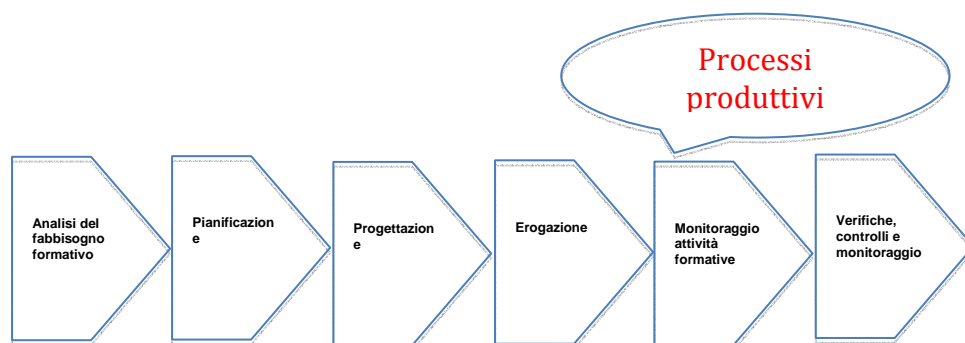 Processi
produttivi
Analisi del
fabbisogno
formativo
Pianificazion
e
Progettazion
e
Erogazione
Monitoraggio
attività
formative
Verifiche,
controlli e
monitoraggio